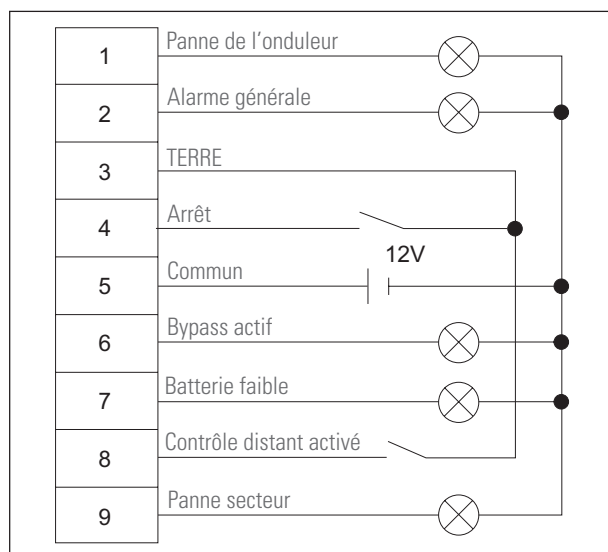 1 Panne de l'onduleur
2 Alarme générale
3 TERRE
4 Arrêt
12V
5 Commun
6 Bypass actif
7 Batterie faible
8 Contrôle distant activé
9 Panne secteur